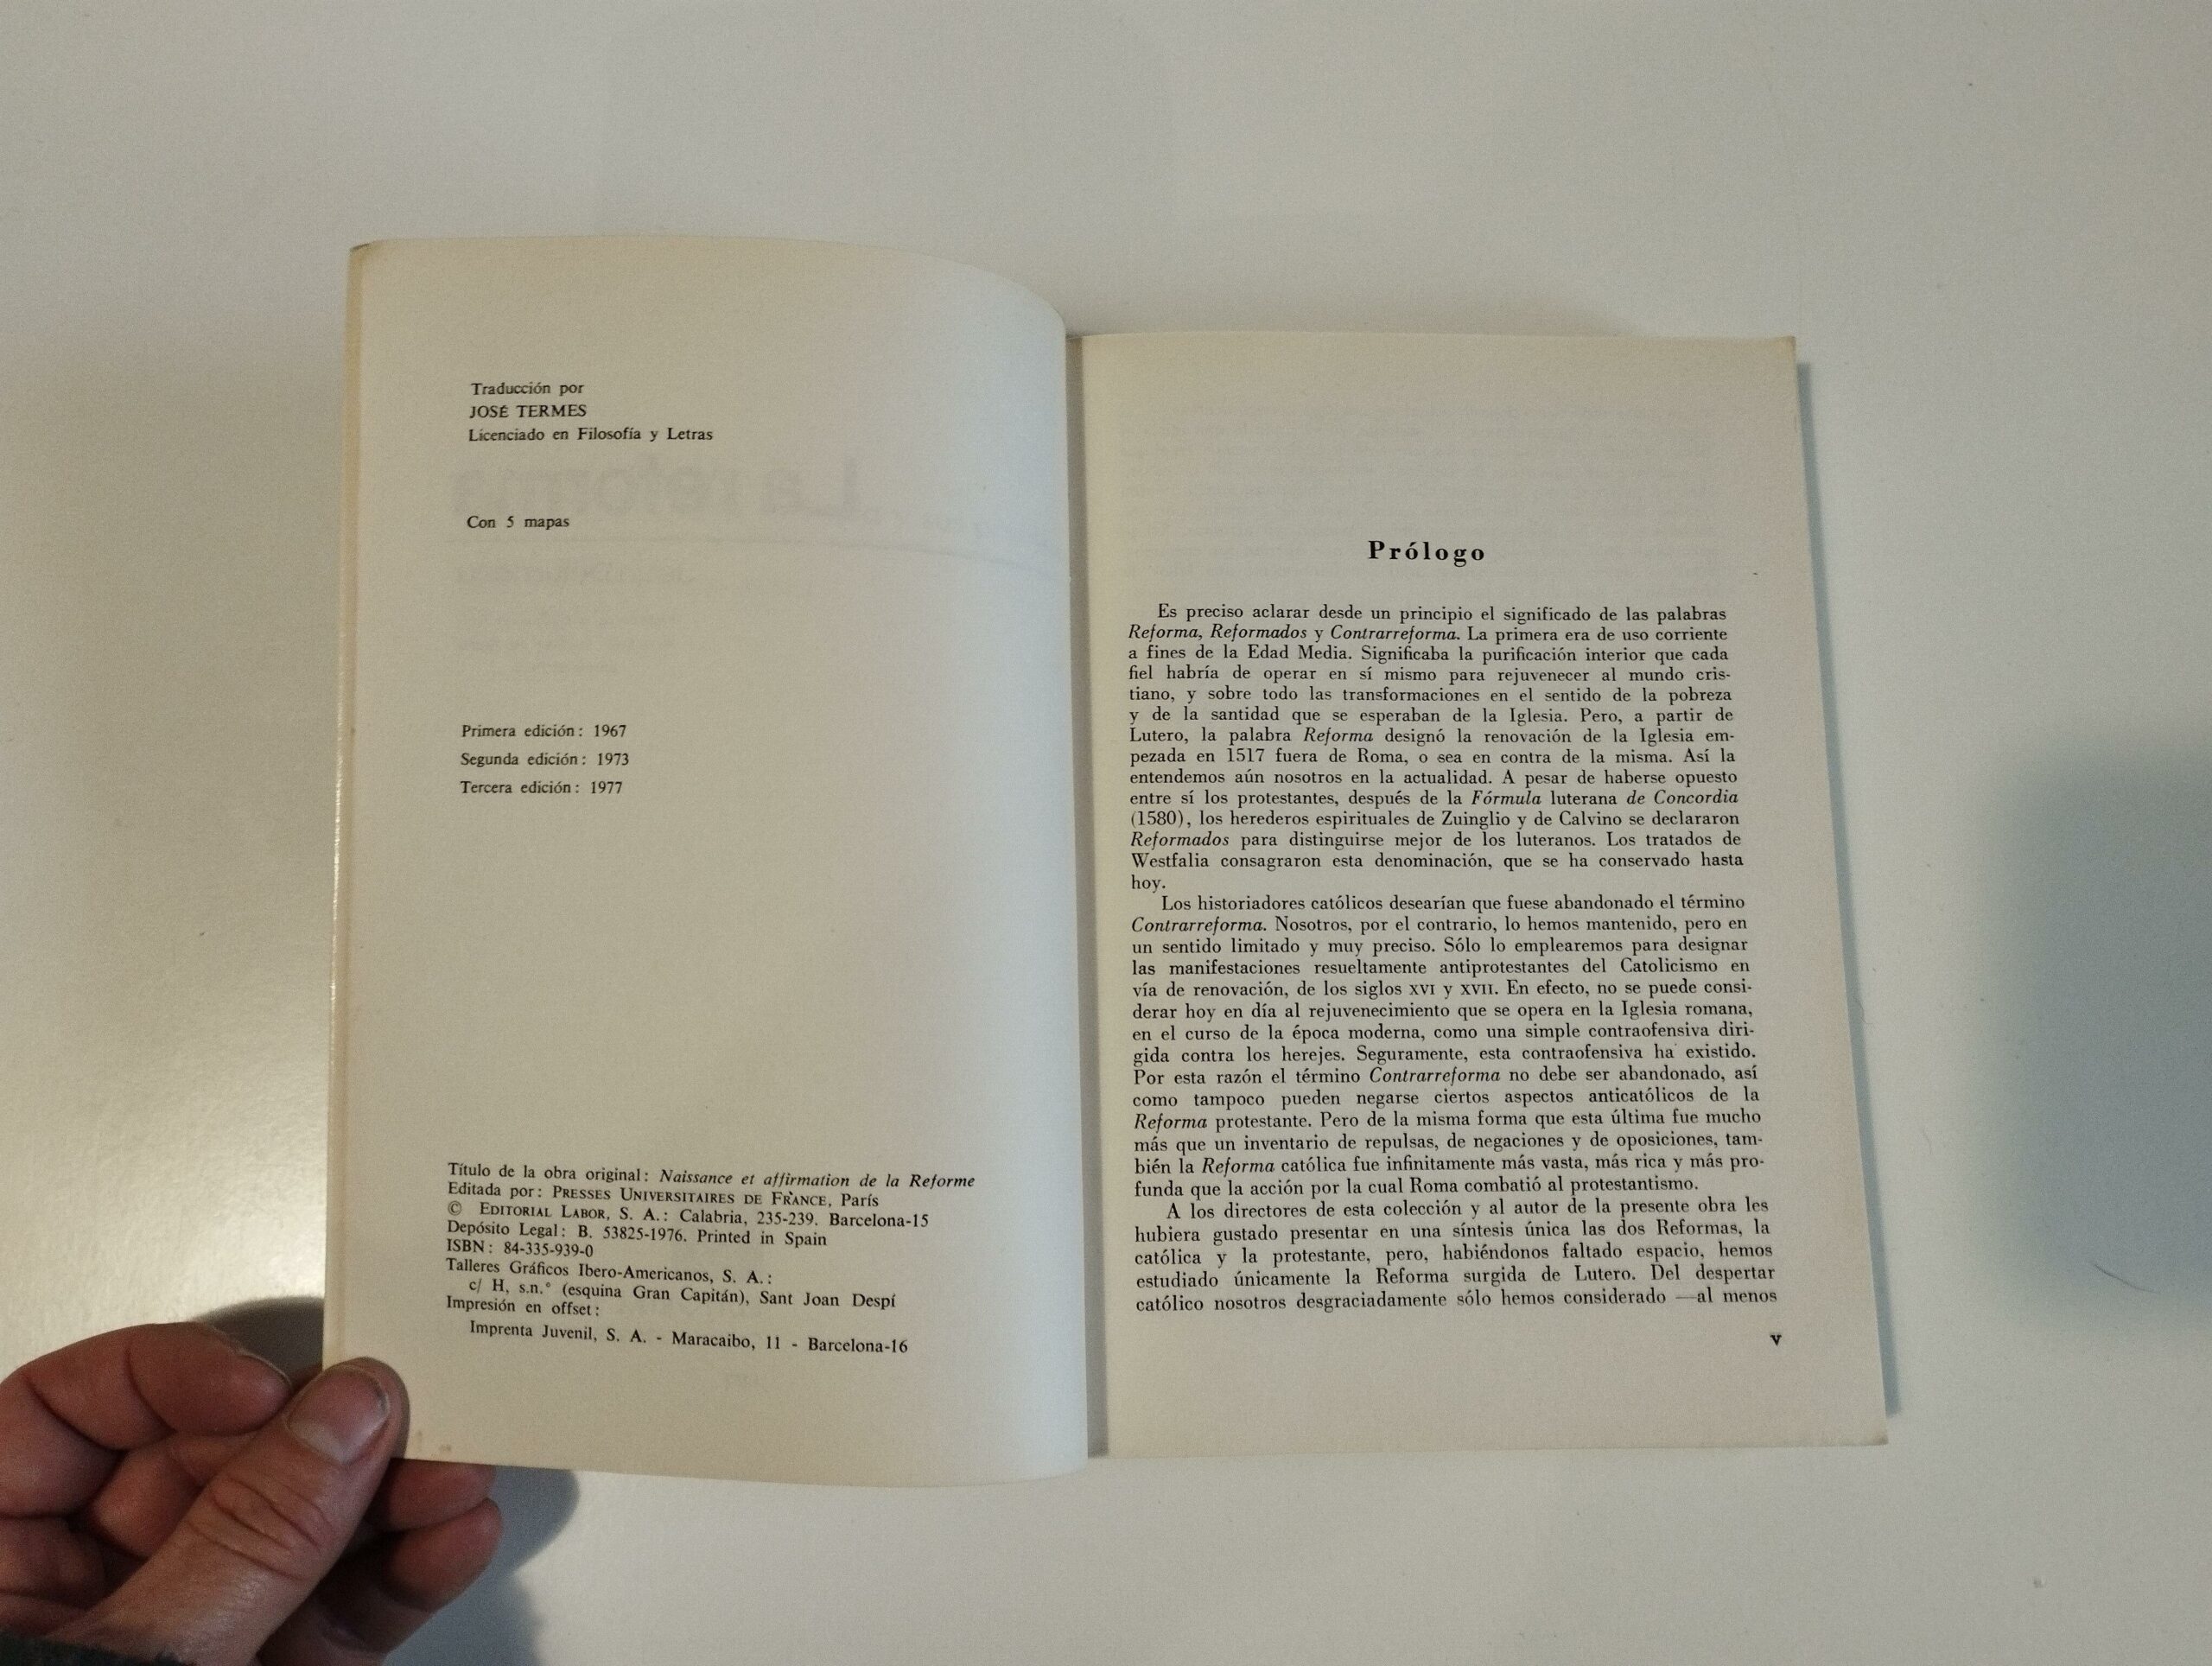 Traducción por
JOSÉ TERMES
Licenciado en Filosofía y Letras
Con 5 mapas
Primera edición: 1967
Segunda edición: 1973
Tercera edición: 1977
Título de la obra original: Naissance et affirmation de la Reforme
Editada por: PRESSES UNIVERSITAIRES DE FRANCE, París
© EDITORIAL LABOR, S. A.: Calabria, 235-239. Barcelona-15
Depósito Legal: B. 53825-1976. Printed in Spain
ISBN: 84-335-939-0
Talleres Gráficos Ibero-Americanos, S. A.:
c/ H, s.n.° (esquina Gran Capitán), Sant Joan Despí
Impresión en offset:
Imprenta Juvenil, S. A. - Maracaibo, 11 - Barcelona-16
Prólogo
Es preciso aclarar desde un principio el significado de las palabras
Reforma, Reformados y Contrarreforma. La primera era de uso corriente
a fines de la Edad Media. Significaba la purificación interior que cada
fiel habría de operar en sí mismo para rejuvenecer al mundo cris-
tiano, y sobre todo las transformaciones en el sentido de la pobreza
y de la santidad que se esperaban de la Iglesia. Pero, a partir de
Lutero, la palabra Reforma designó la renovación de la Iglesia em-
pezada en 1517 fuera de Roma, o sea en contra de la misma. Así la
entendemos aún nosotros en la actualidad. A pesar de haberse opuesto
entre sí los protestantes, después de la Fórmula luterana de Concordia
(1580), los herederos espirituales de Zuinglio y de Calvino se declararon
Reformados para distinguirse mejor de los luteranos. Los tratados de
Westfalia consagraron esta denominación, que se ha conservado hasta
hoy.
Los historiadores católicos desearían que fuese abandonado el término
Contrarreforma. Nosotros, por el contrario, lo hemos mantenido, pero en
un sentido limitado y muy preciso. Sólo lo emplearemos para designar
las manifestaciones resueltamente antiprotestantes del Catolicismo en
vía de renovación, de los siglos XVI y XVII. En efecto, no se puede consi-
derar hoy en día al rejuvenecimiento que se opera en la Iglesia romana,
en el curso de la época moderna, como una simple contraofensiva diri-
gida contra los herejes. Seguramente, esta contraofensiva ha existido.
Por esta razón el término Contrarreforma no debe ser abandonado, así
como tampoco pueden negarse ciertos aspectos anticatólicos de la
Reforma protestante. Pero de la misma forma que esta última fue mucho
más que un inventario de repulsas, de negaciones y de oposiciones, tam-
bién la Reforma católica fue infinitamente más vasta, más rica y más pro-
funda que la acción por la cual Roma combatió al protestantismo.
A los directores de esta colección y al autor de la presente obra les
hubiera gustado presentar en una síntesis única las dos Reformas, la
católica y la protestante, pero, habiéndonos faltado espacio, hemos
estudiado únicamente la Reforma surgida de Lutero. Del despertar
católico nosotros desgraciadamente sólo hemos considerado —al menos
V